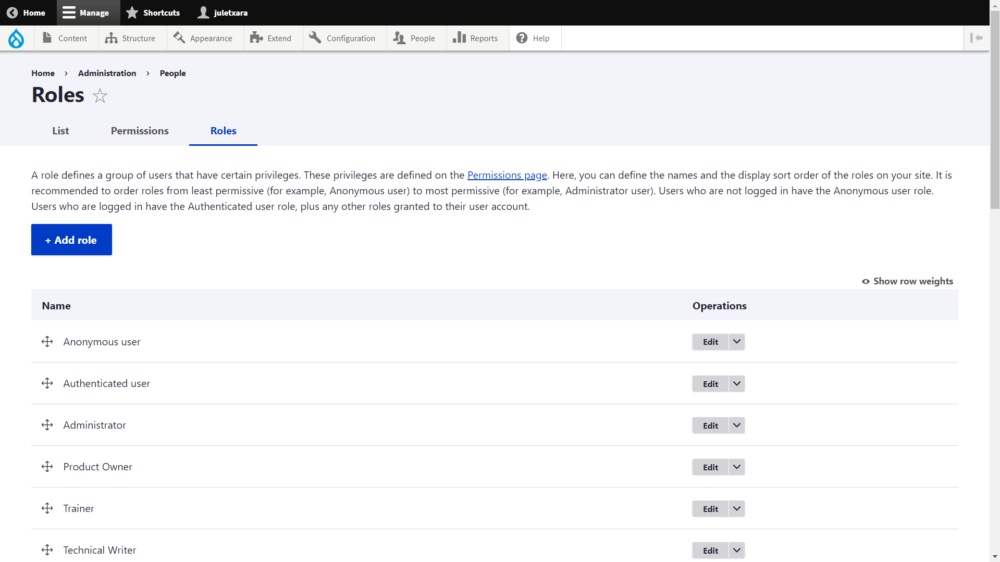 Home Manage Shortcuts juletxara
Content Structure Appearance Extend Configuration People Reports Help
Home › Administration › People
Roles
List Permissions Roles
A role defines a group of users that have certain privileges. These privileges are defined on the Permissions page. Here, you can define the names and the display sort order of the roles on your site. It is
recommended to order roles from least permissive (for example, Anonymous user) to most permissive (for example, Administrator user). Users who are not logged in have the Anonymous user role.
Users who are logged in have the Authenticated user role, plus any other roles granted to their user account.
+ Add role
Show row weights
Name Operations
Anonymous user Edit
Authenticated user Edit
Administrator Edit
Product Owner Edit
Trainer Edit
Technical Writer Edit